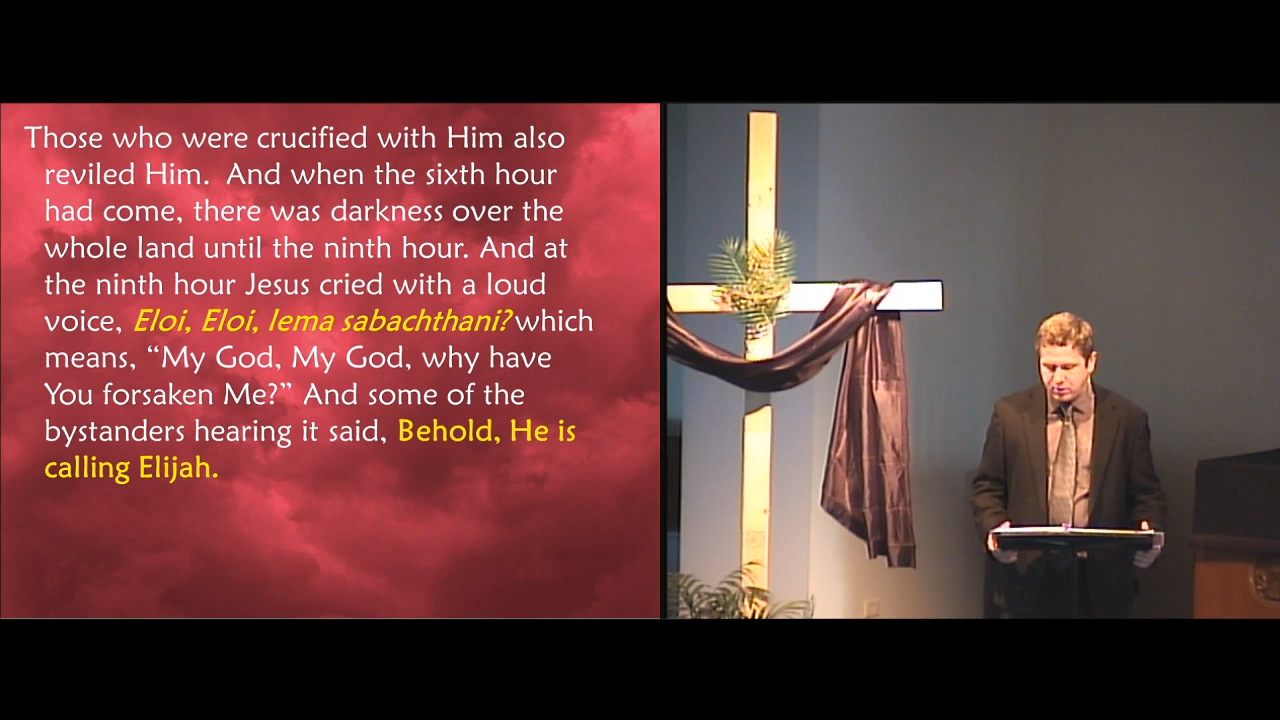 Those who were crucified with Him also
reviled Him. And when the sixth hour
had come, there was darkness over the
whole land until the ninth hour. And at
the ninth hour Jesus cried with a loud
voice, Eloi, Eloi, lema sabachthani? which
means, “My God, My God, why have
You forsaken Me?” And some of the
bystanders hearing it said, Behold, He is
calling Elijah.